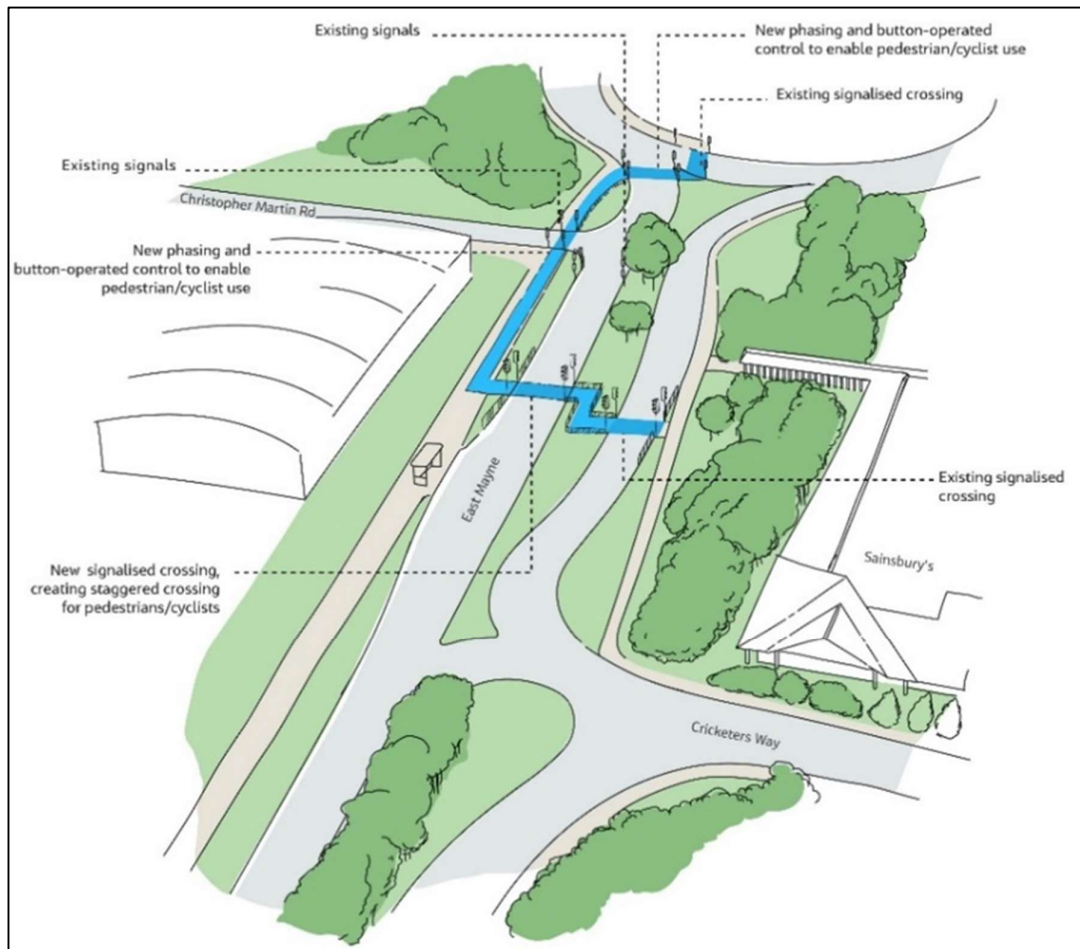 Existing signals
New phasing and button-operated
control to enable pedestrian/cyclist use
Existing signalised crossing
Existing signals
Christopher Martin Rd
New phasing and
button-operated control to enable
pedestrian/cyclist use
East Mayne
Existing signalised
crossing
Sainsbury's
New signalised crossing,
creating staggered crossing
for pedestrians/cyclists
Cricketers Way